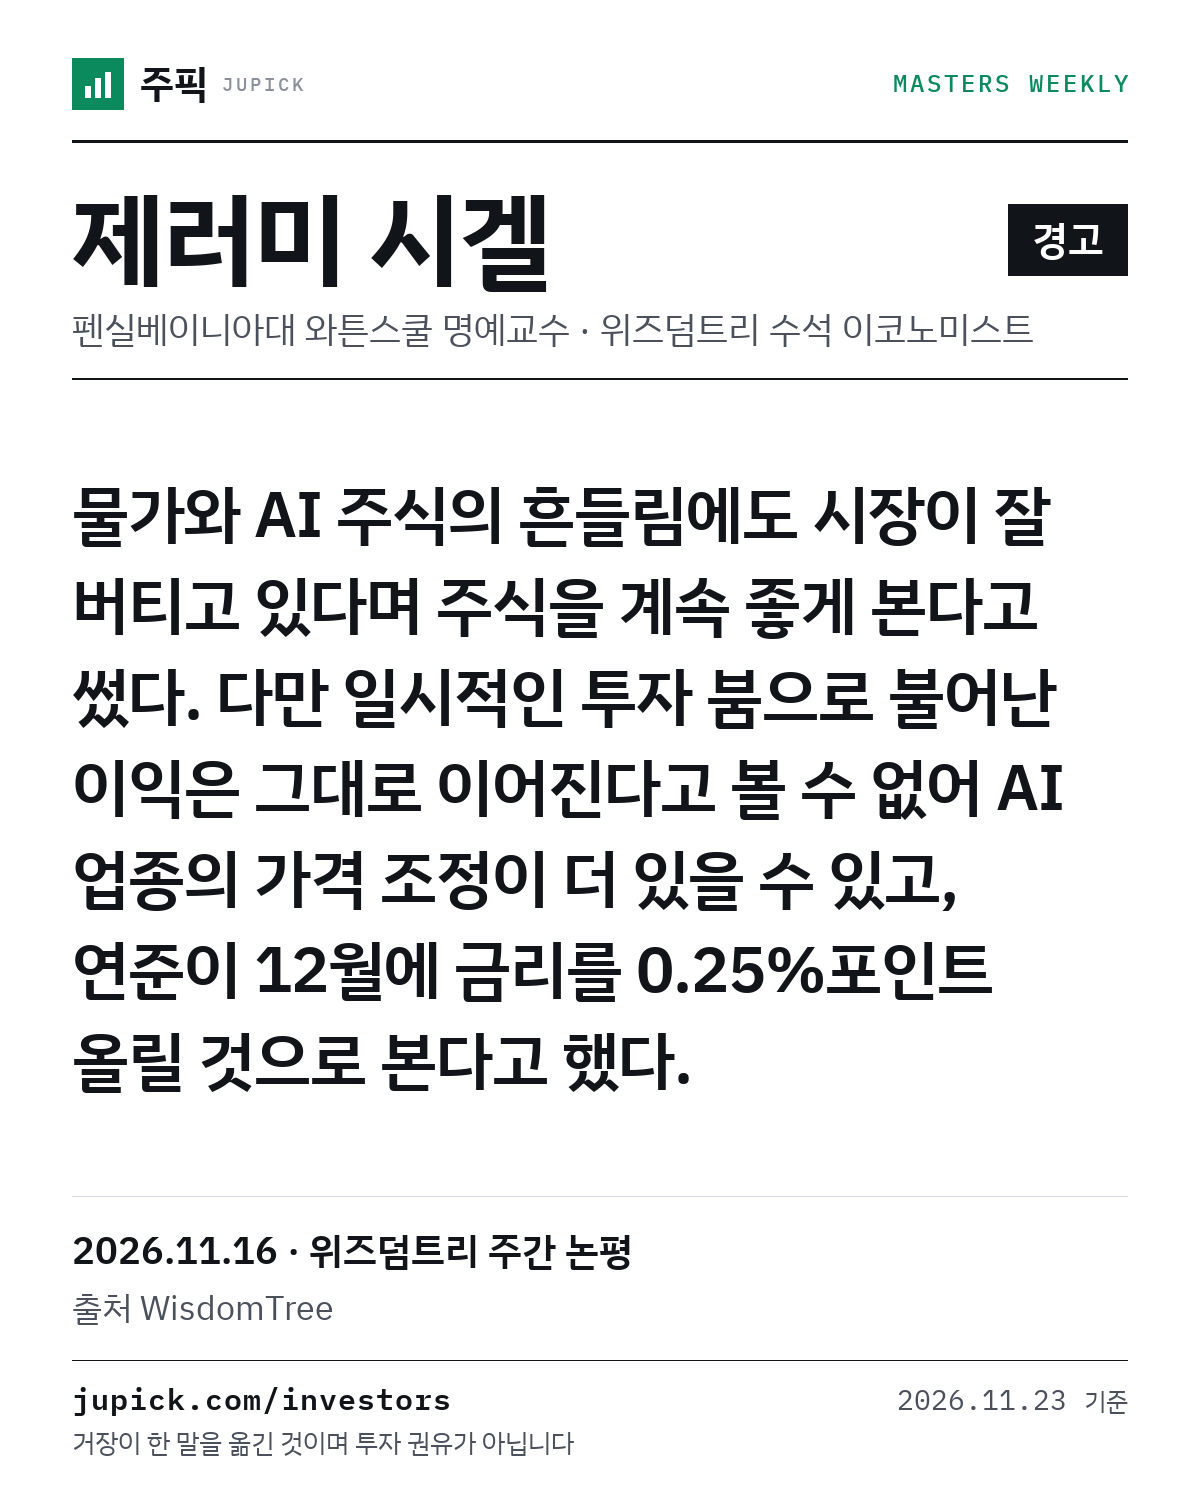 주픽 JUPICK
MASTERS WEEKLY
제러미 시겔
경고
펜실베이니아대 와튼스쿨 명예교수 · 위즈덤트리 수석 이코노미스트
물가와 AI 주식의 흔들림에도 시장이 잘
버티고 있다며 주식을 계속 좋게 본다고
썼다. 다만 일시적인 투자 붐으로 불어난
이익은 그대로 이어진다고 볼 수 없어 AI
업종의 가격 조정이 더 있을 수 있고,
연준이 12월에 금리를 0.25%포인트
올릴 것으로 본다고 했다.
2026.11.16 · 위즈덤트리 주간 논평
출처 WisdomTree
jupick.com/investors
2026.11.23 기준
거장이 한 말을 옮긴 것이며 투자 권유가 아닙니다